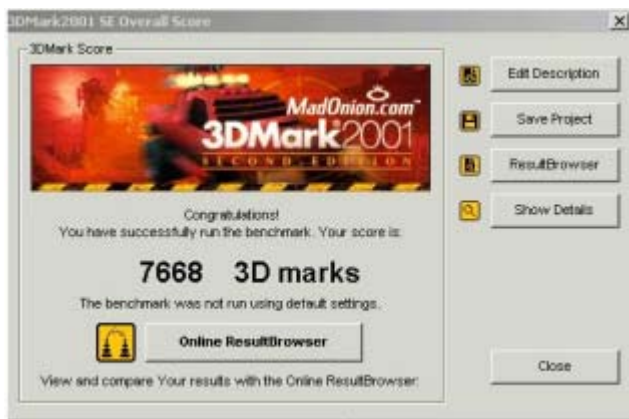 3DMark2001 SE Overall Score
3DMark Score
MadOnion.com™
3DMark2001
SECOND EDITION
Congratulations!
You have successfully run the benchmark. Your score is:
7668 3D marks
The benchmark was not run using default settings.
Online ResultBrowser
View and compare Your results with the Online ResultBrowser.
Edit Description
Save Project
ResultBrowser
Show Details
Close